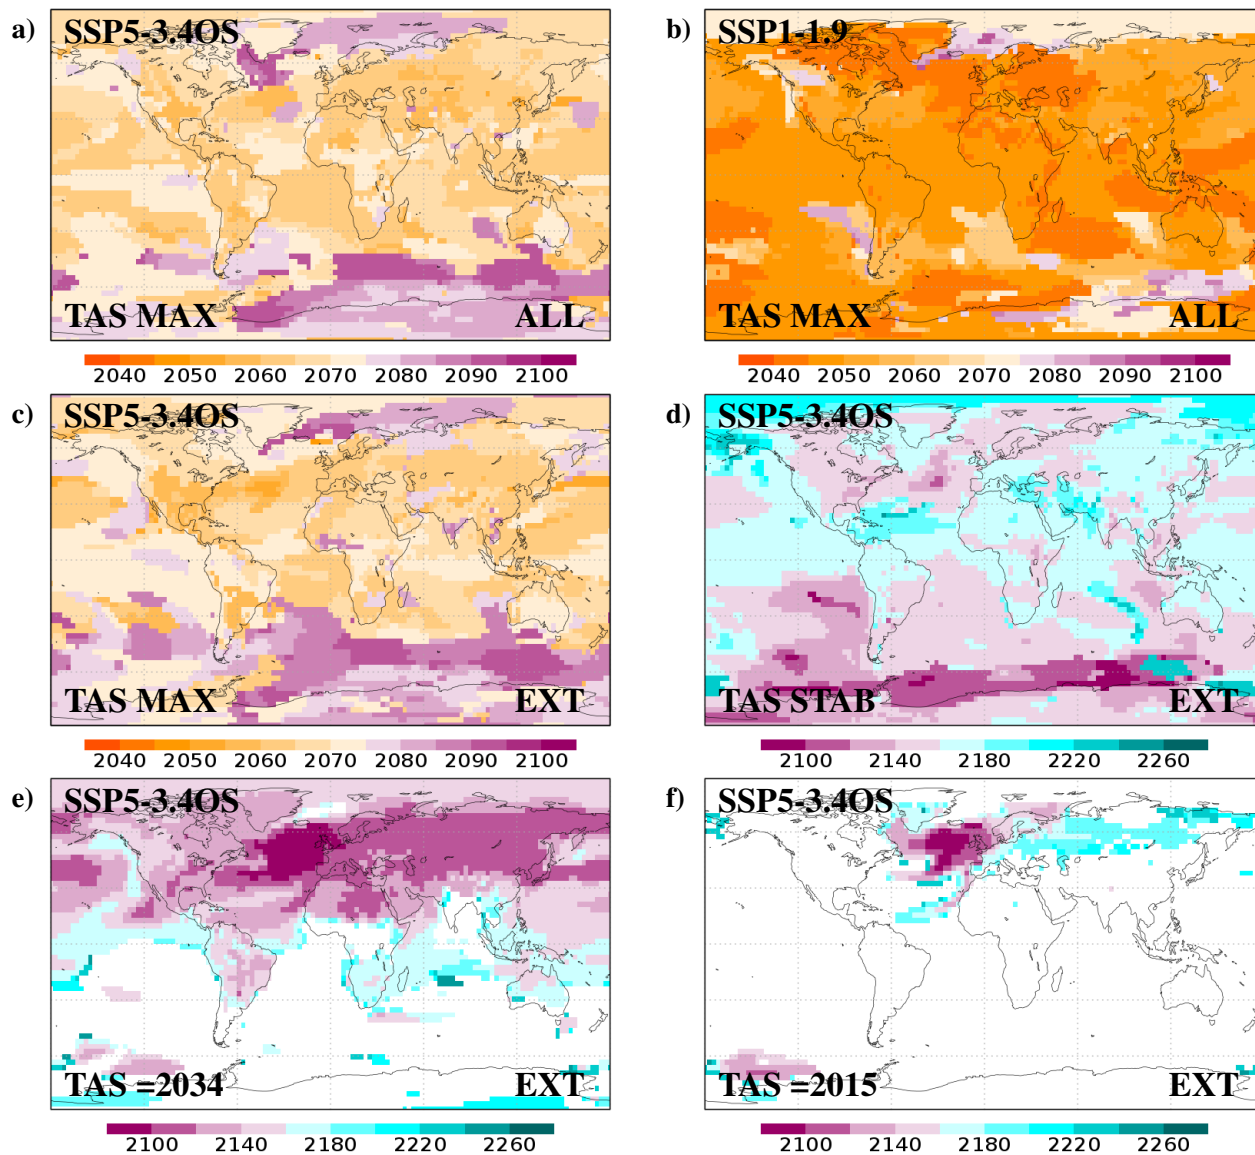 a) SSP5-3.4OS
TAS MAX ALL
2040 2050 2060 2070 2080 2090 2100
b) SSP1-1.9
TAS MAX ALL
2040 2050 2060 2070 2080 2090 2100
c) SSP5-3.4OS
TAS MAX EXT
2040 2050 2060 2070 2080 2090 2100
d) SSP5-3.4OS
TAS STAB EXT
2100 2140 2180 2220 2260
e) SSP5-3.4OS
TAS =2034 EXT
2100 2140 2180 2220 2260
f) SSP5-3.4OS
TAS =2015 EXT
2100 2140 2180 2220 2260